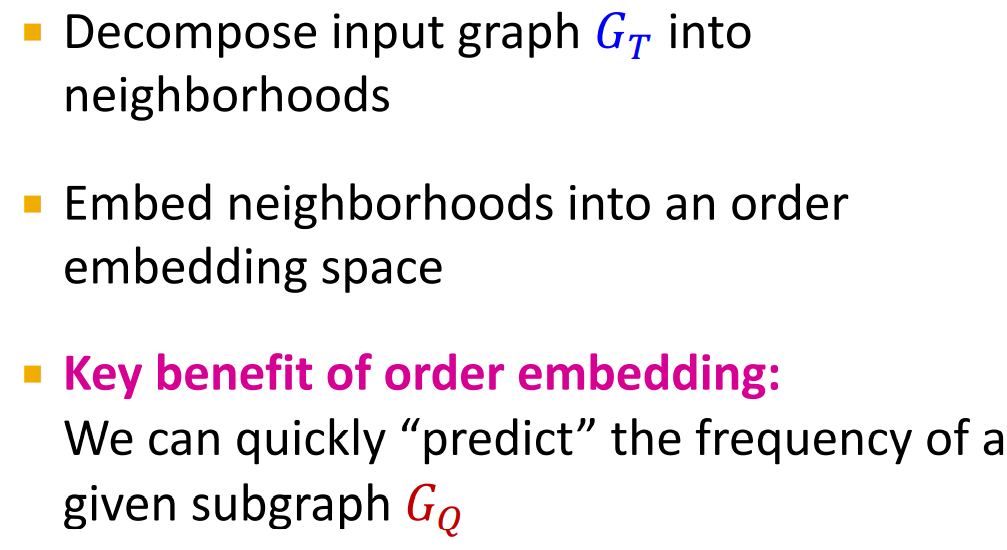 ▪ Decompose input graph G_T into
neighborhoods
▪ Embed neighborhoods into an order
embedding space
▪ Key benefit of order embedding:
We can quickly “predict” the frequency of a
given subgraph G_Q